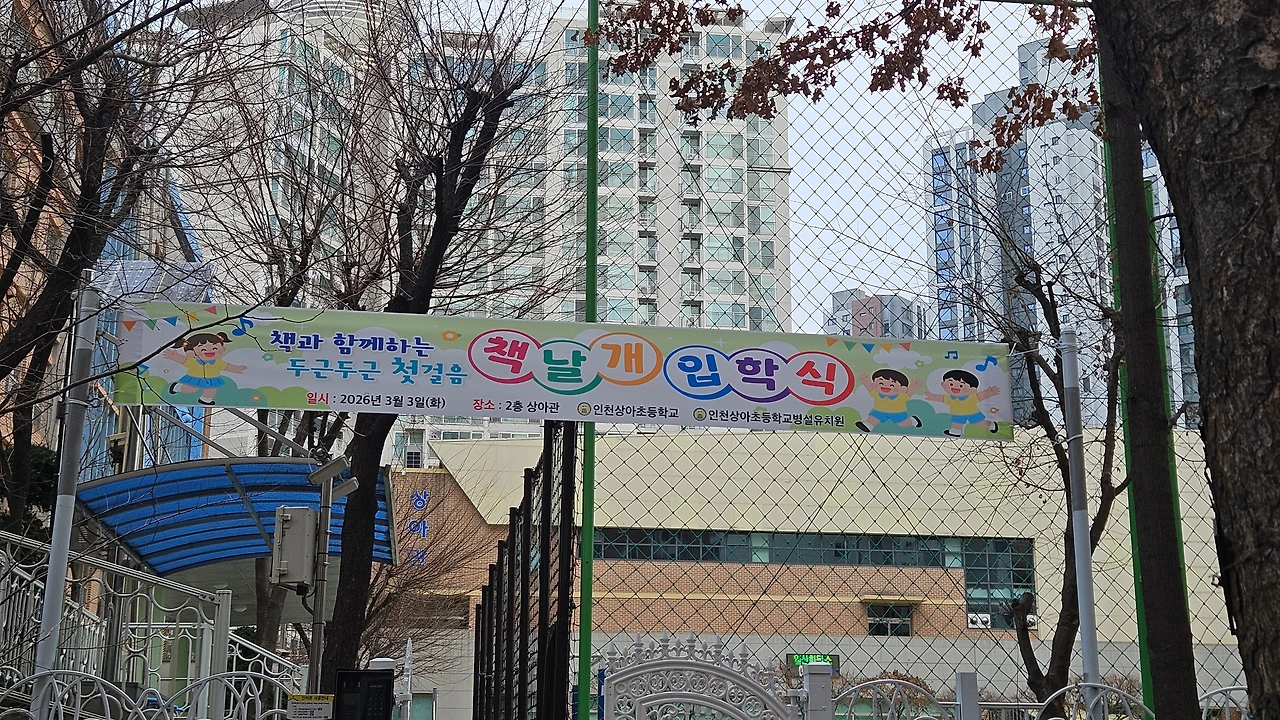 책과 함께하는
두근두근 첫걸음
책날개 입학식
일시 : 2026년 3월 3일(화)
장소 : 2층 상아관
인천상아초등학교
인천상아초등학교병설유치원
상아관